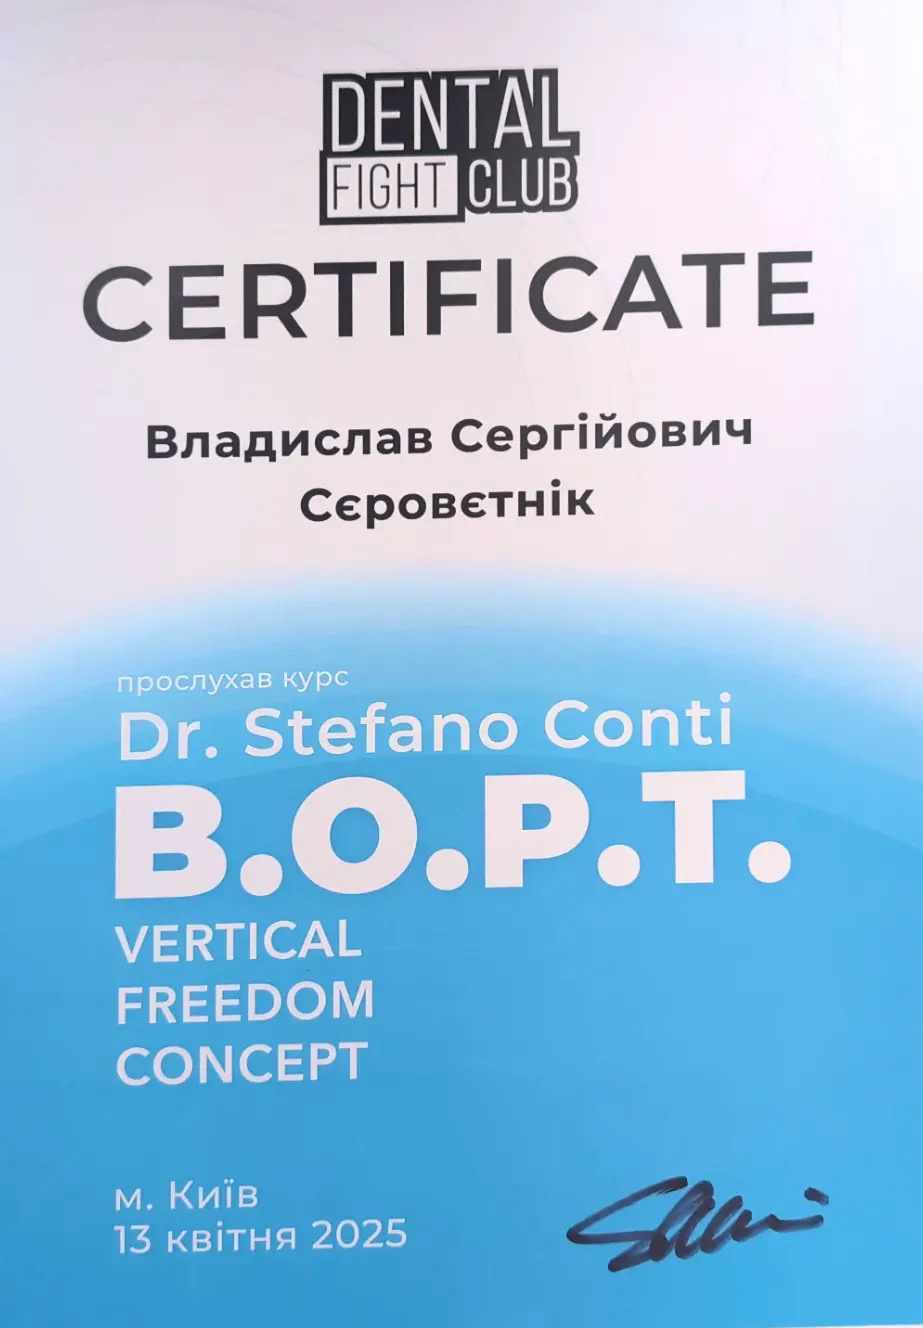 DENTAL
FIGHT CLUB
CERTIFICATE
Владислав Сергійович
Сєровєтнік
прослухав курс
Dr. Stefano Conti
B.O.P.T.
VERTICAL
FREEDOM
CONCEPT
м. Київ
13 квітня 2025